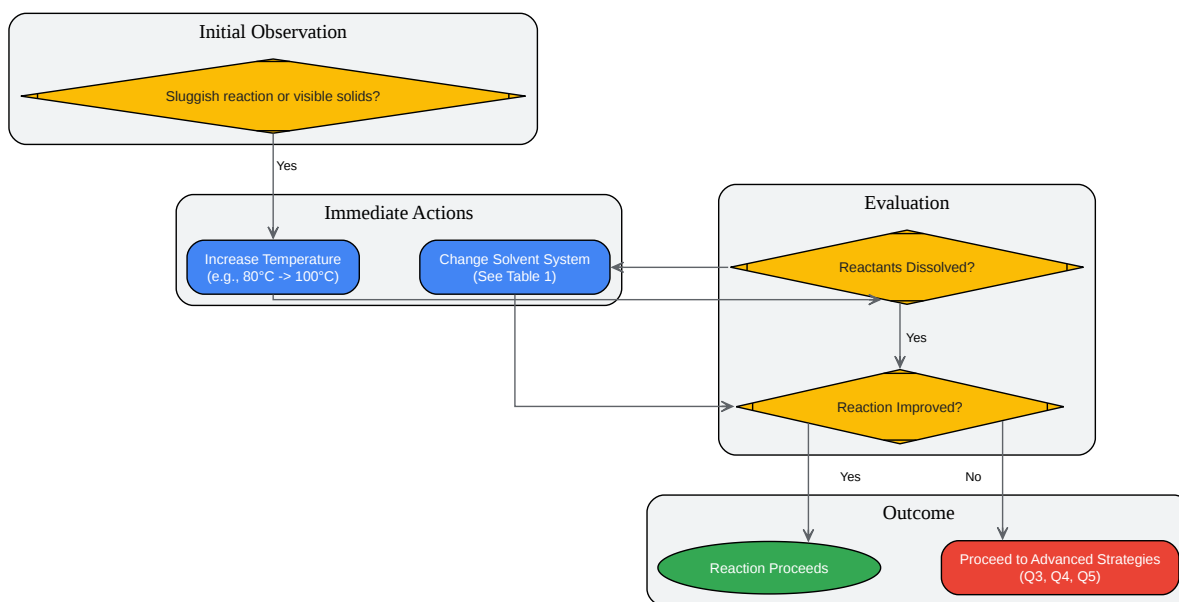 Initial Observation
Sluggish reaction or visible solids?
Yes
Immediate Actions
Increase Temperature
(e.g., 80°C -> 100°C)
Change Solvent System
(See Table 1)
Evaluation
Reactants Dissolved?
Yes
Reaction Improved?
Yes
No
Outcome
Reaction Proceeds
Proceed to Advanced Strategies
(Q3, Q4, Q5)